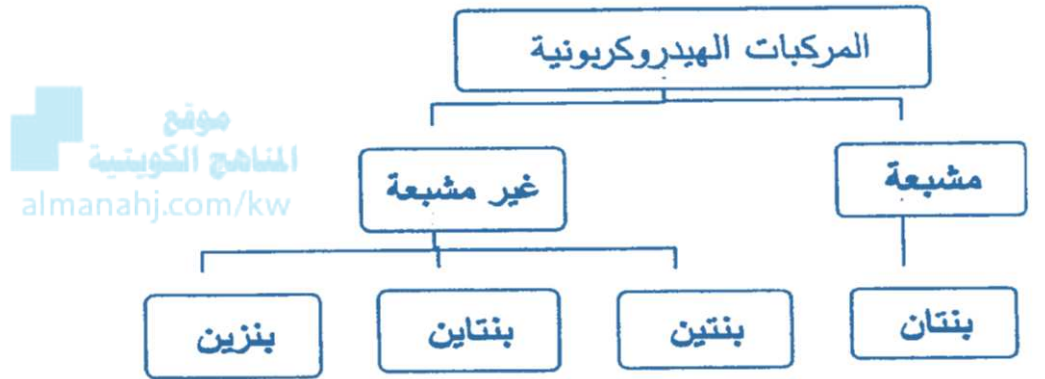 المركبات الهيدروكربونية
موقع
المناهج الكويتية
almanahj.com/kw
مشبعة
غير مشبعة
بنتان
بنتين
بنتاين
بنزين